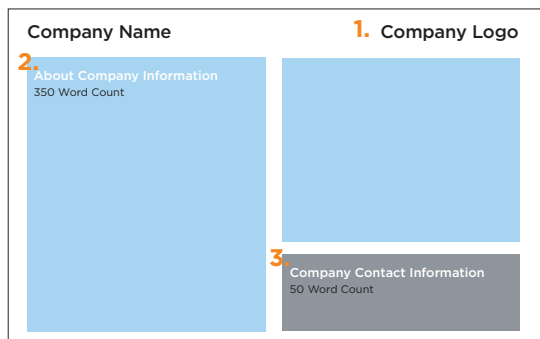 Company Name
1. Company Logo
2.
About Company Information
350 Word Count
3.
Company Contact Information
50 Word Count